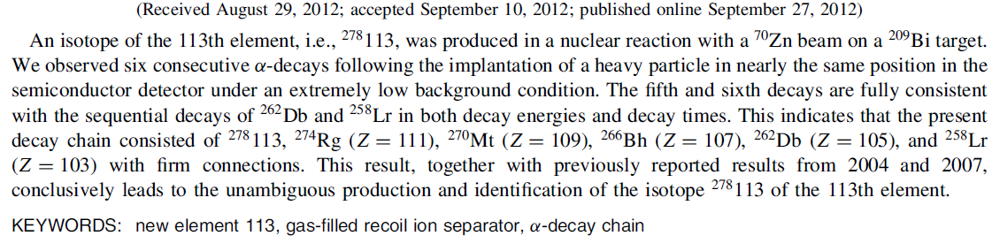 (Received August 29, 2012; accepted September 10, 2012; published online September 27, 2012)
An isotope of the 113th element, i.e., ²⁷⁸113, was produced in a nuclear reaction with a ⁷⁰Zn beam on a ²⁰⁹Bi target.
We observed six consecutive α-decays following the implantation of a heavy particle in nearly the same position in the
semiconductor detector under an extremely low background condition. The fifth and sixth decays are fully consistent
with the sequential decays of ²⁶²Db and ²⁵⁸Lr in both decay energies and decay times. This indicates that the present
decay chain consisted of ²⁷⁸113, ²⁷⁴Rg (Z = 111), ²⁷⁰Mt (Z = 109), ²⁶⁶Bh (Z = 107), ²⁶²Db (Z = 105), and ²⁵⁸Lr
(Z = 103) with firm connections. This result, together with previously reported results from 2004 and 2007,
conclusively leads to the unambiguous production and identification of the isotope ²⁷⁸113 of the 113th element.
KEYWORDS: new element 113, gas-filled recoil ion separator, α-decay chain